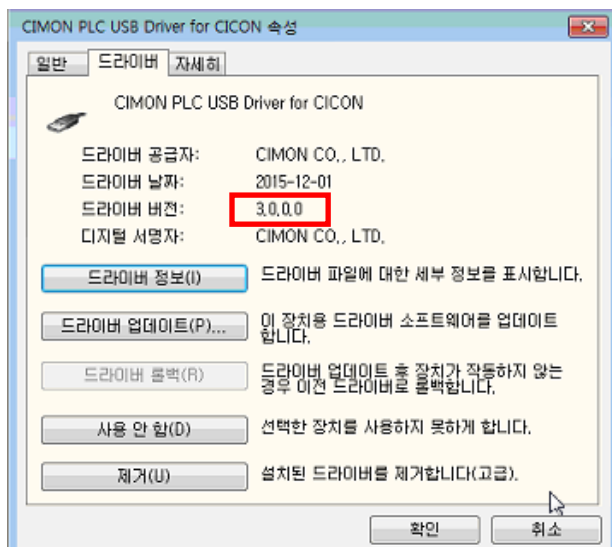 CIMON PLC USB Driver for CICON 속성
일반 드라이버 자세히
CIMON PLC USB Driver for CICON
드라이버 공급자: CIMON CO., LTD.
드라이버 날짜: 2015-12-01
드라이버 버전: 3.0.0.0
디지털 서명자: CIMON CO., LTD.
드라이버 정보(I) 드라이버 파일에 대한 세부 정보를 표시합니다.
드라이버 업데이트(P)... 이 장치용 드라이버 소프트웨어를 업데이트
합니다.
드라이버 롤백(R) 드라이버 업데이트 후 장치가 작동하지 않는
경우 이전 드라이버로 롤백합니다.
사용 안 함(D) 선택한 장치를 사용하지 못하게 합니다.
제거(U) 설치된 드라이버를 제거합니다(고급).
확인 취소